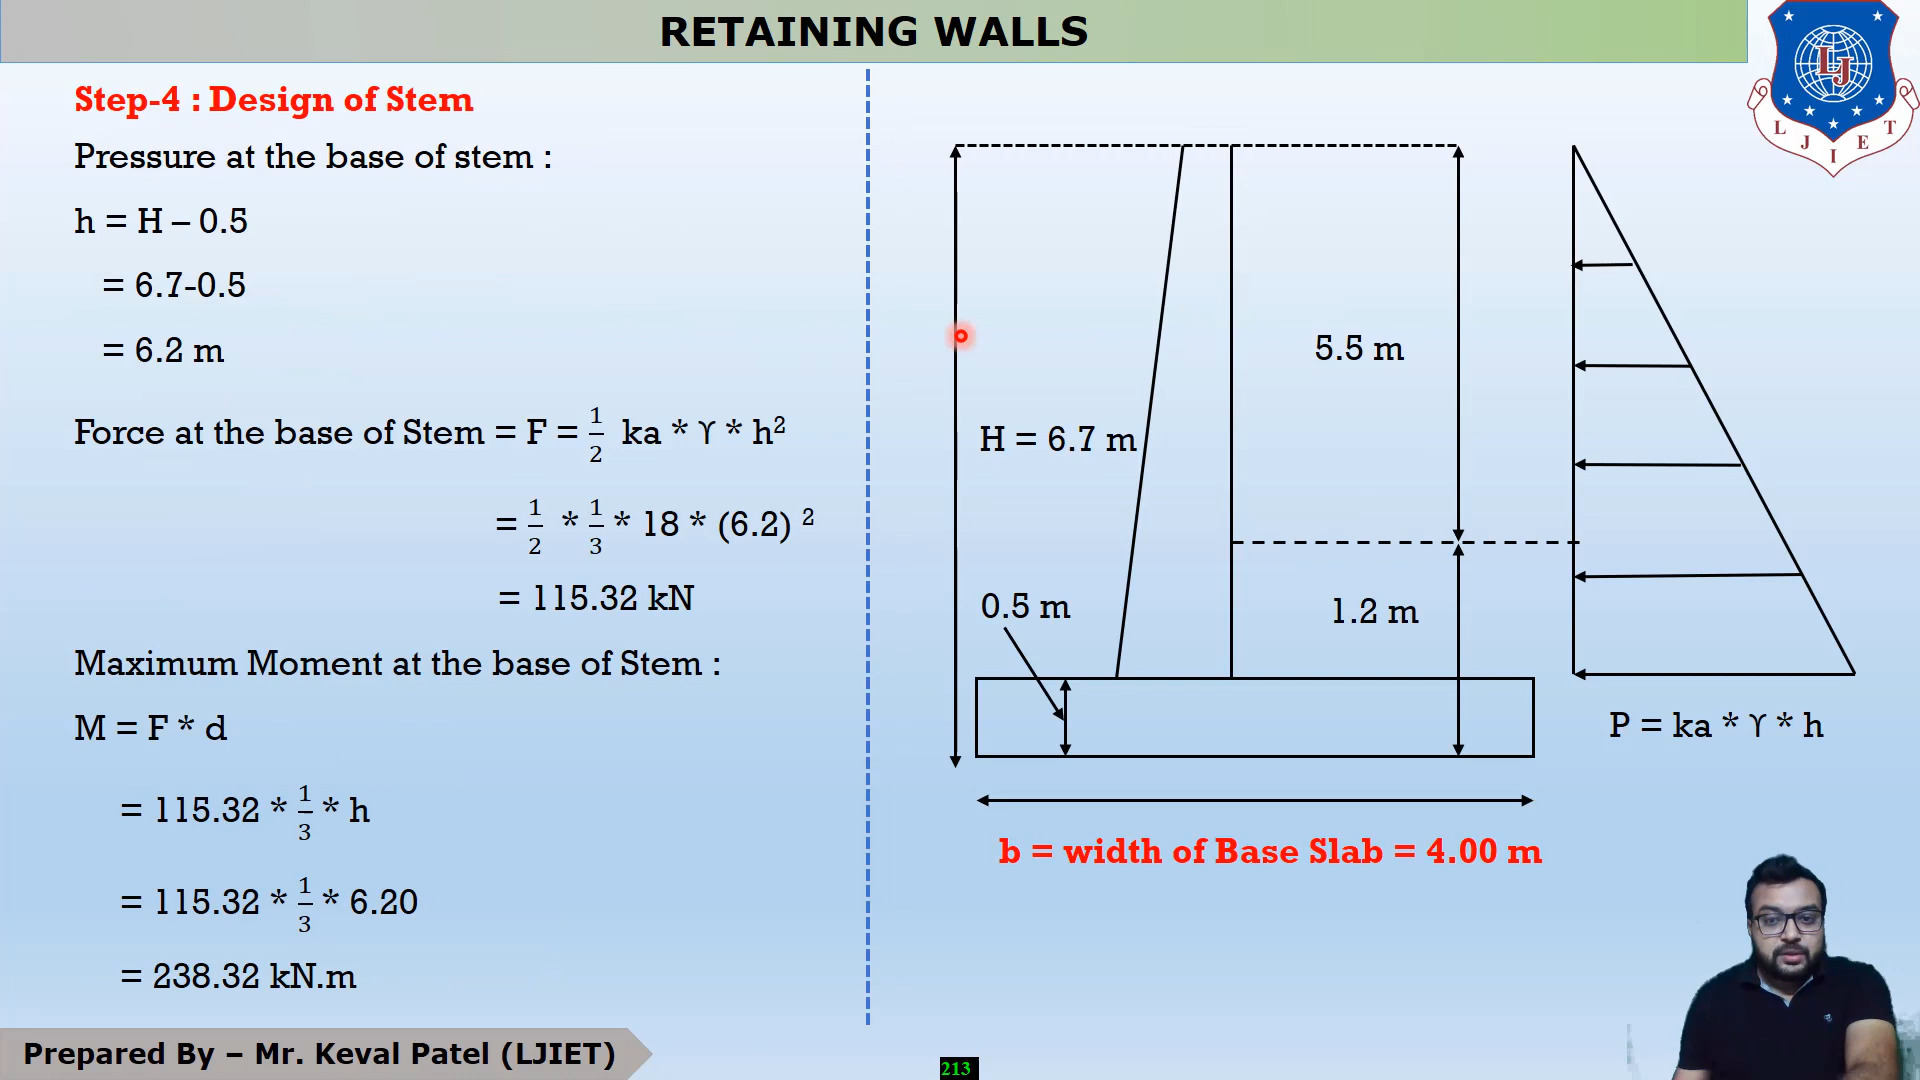 RETAINING WALLS
Step-4 : Design of Stem
Pressure at the base of stem :
h = H – 0.5
= 6.7-0.5
= 6.2 m
Force at the base of Stem = F = 1/2 ka * ϒ * h²
= 1/2 * 1/3 * 18 * (6.2) ²
= 115.32 kN
Maximum Moment at the base of Stem :
M = F * d
= 115.32 * 1/3 * h
= 115.32 * 1/3 * 6.20
= 238.32 kN.m
5.5 m
H = 6.7 m
0.5 m
1.2 m
P = ka * ϒ * h
b = width of Base Slab = 4.00 m
LJ
L J I E T
Prepared By – Mr. Keval Patel (LJIET)
213